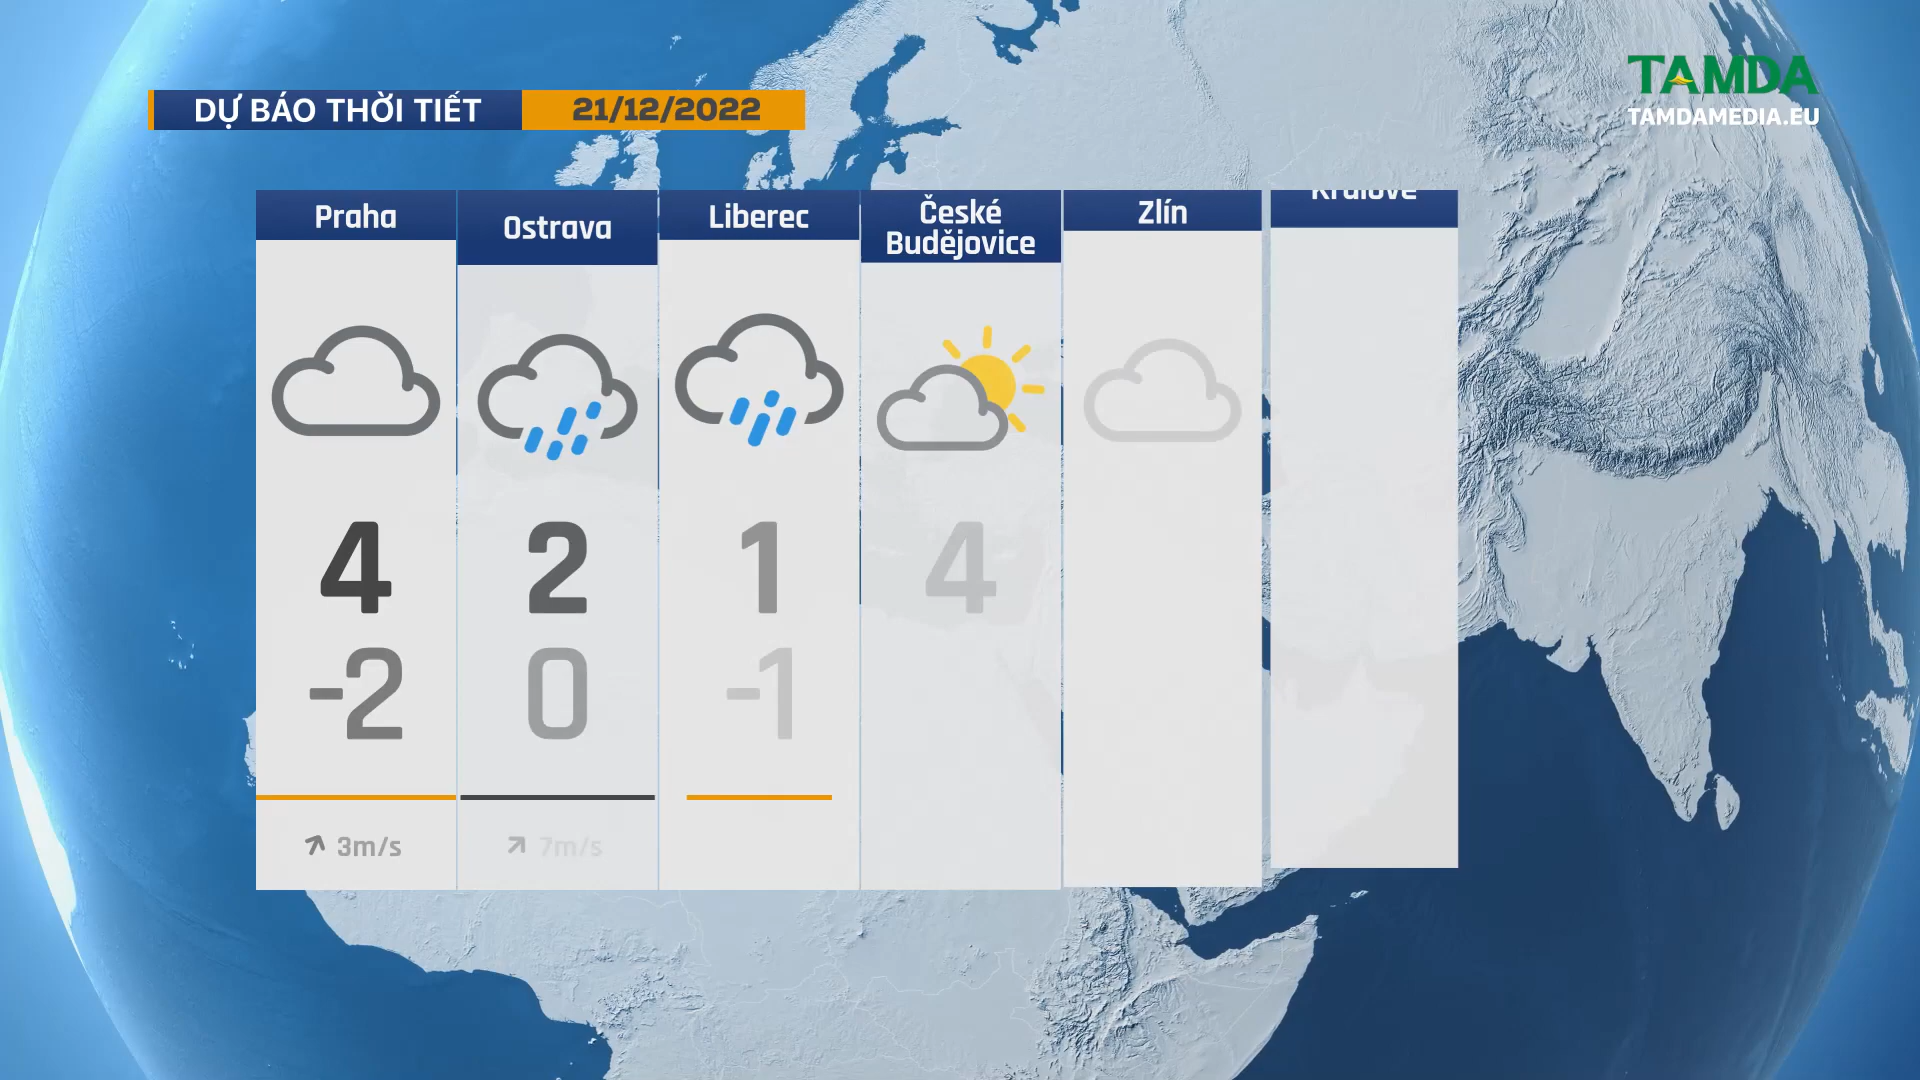 DỰ BÁO THỜI TIẾT
21/12/2022
TAMDA
TAMDAMEDIA.EU
Praha
4
-2
3m/s
Ostrava
2
0
7m/s
Liberec
1
-1
České
Budějovice
4
Zlín
Králové